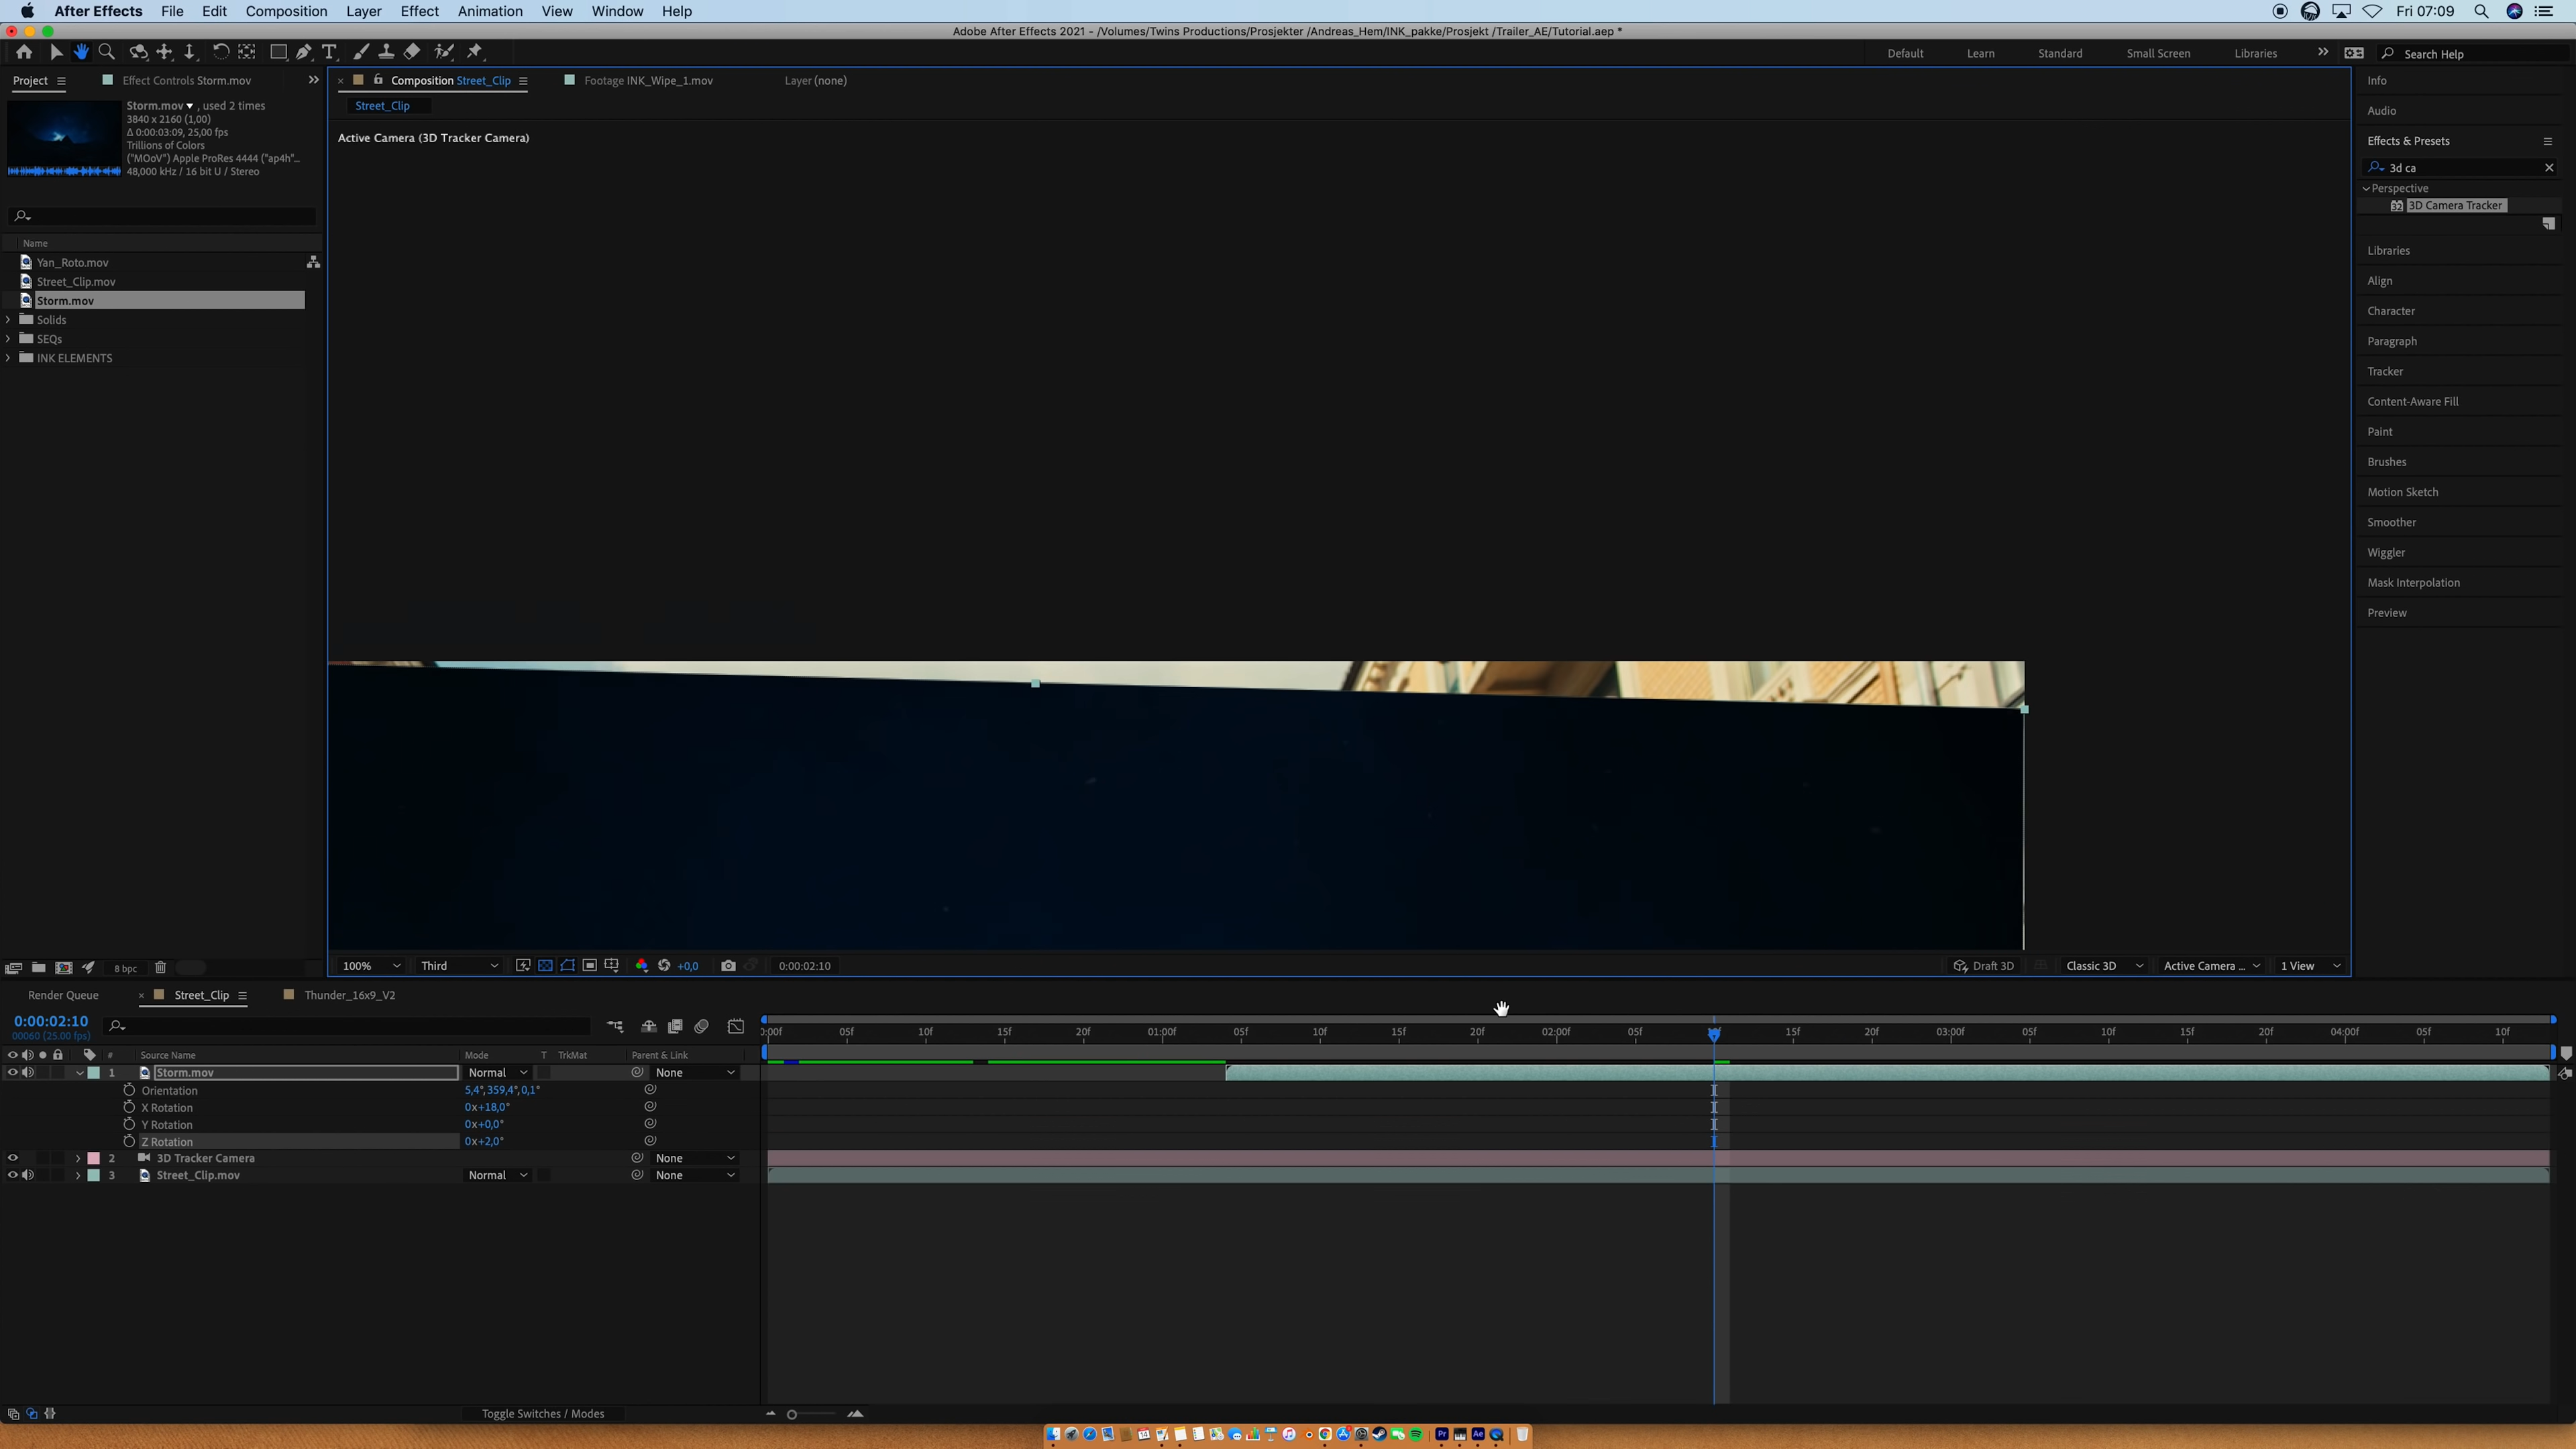 After Effects File Edit Composition Layer Effect Animation View Window Help Fri 07:09
Adobe After Effects 2021 - /Volumes/Twins Productions/Prosjekter /Andreas_Hem/INK_pakke/Prosjekt /Trailer_AE/Tutorial.aep *
Default Learn Standard Small Screen Libraries Search Help
Project Effect Controls Storm.mov Composition Street_Clip Footage INK_Wipe_1.mov Layer (none) Info
Storm.mov , used 2 times Street_Clip
3840 x 2160 (1,00) Audio
Δ 0:00:03:09, 25,00 fps
Trillions of Colors Active Camera (3D Tracker Camera) Effects & Presets
("MOoV") Apple ProRes 4444 ("ap4h"...
48,000 kHz / 16 bit U / Stereo 3d ca
Perspective
3D Camera Tracker
Name
Libraries
Yan_Roto.mov
Street_Clip.mov Align
Storm.mov
Solids Character
SEQs Paragraph
INK ELEMENTS
Tracker
Content-Aware Fill
Paint
Brushes
Motion Sketch
Smoother
Wiggler
Mask Interpolation
Preview
8 bpc 100% Third +0,0 0:00:02:10 Draft 3D Classic 3D Active Camera ... 1 View
Render Queue Street_Clip Thunder_16x9_V2
0:00:02:10
00060 (25.00 fps) 05f 10f 15f 20f 01:00f 05f 10f 15f 20f 02:00f 05f 15f 20f 03:00f 05f 10f 15f 20f 04:00f 05f 10f
# Source Name Mode T TrkMat Parent & Link
1 Storm.mov Normal None
Orientation 5,4°,359,4°,0,1°
X Rotation 0x+18,0°
Y Rotation 0x+0,0°
Z Rotation 0x+2,0°
2 3D Tracker Camera None
3 Street_Clip.mov Normal None
Toggle Switches / Modes